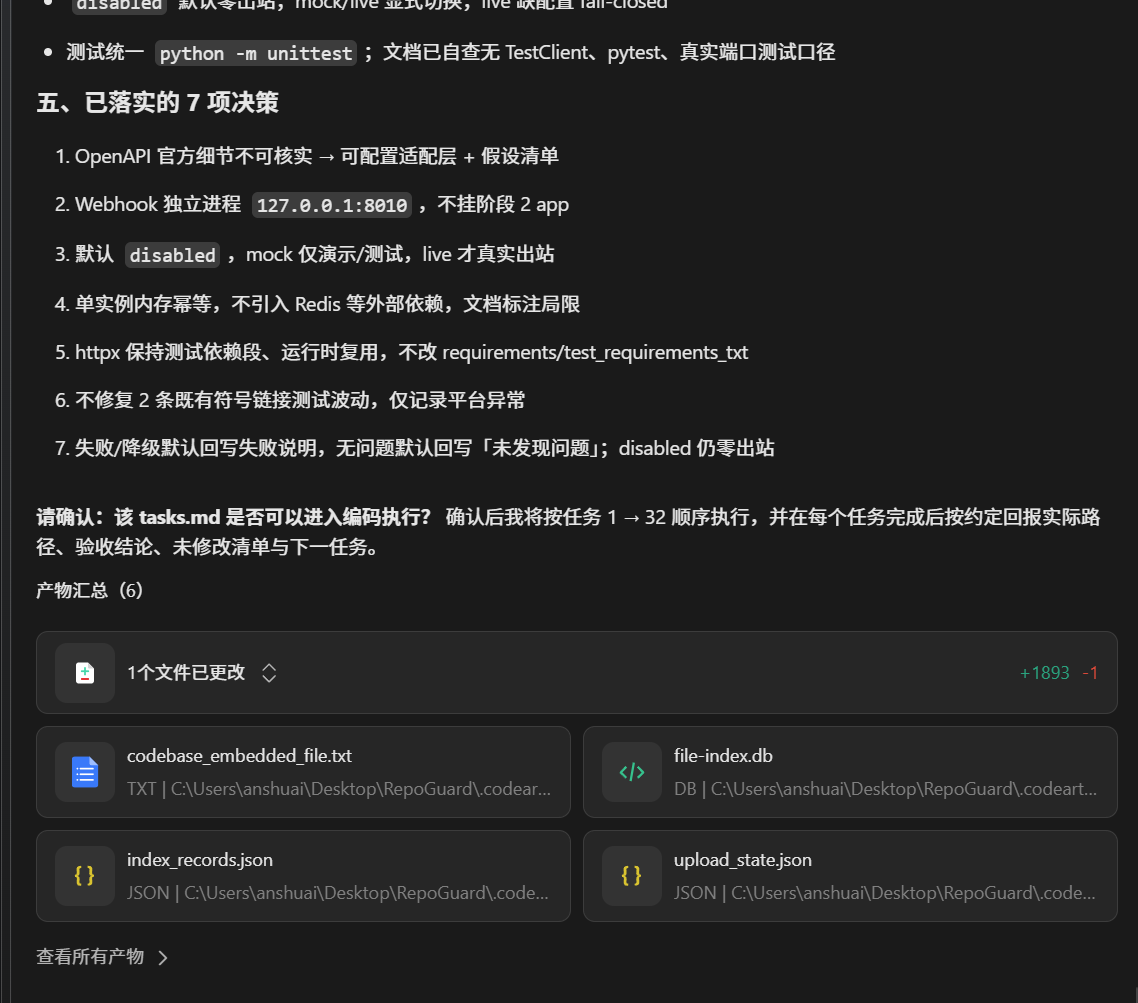 disabled 默认零出站；mock/live 显式切换；live 缺配置 fail-closed
测试统一 python -m unittest ；文档已自查无 TestClient、pytest、真实端口测试口径
五、已落实的 7 项决策
1. OpenAPI 官方细节不可核实 → 可配置适配层 + 假设清单
2. Webhook 独立进程 127.0.0.1:8010 ，不挂阶段 2 app
3. 默认 disabled ，mock 仅演示/测试，live 才真实出站
4. 单实例内存幂等，不引入 Redis 等外部依赖，文档标注局限
5. httpx 保持测试依赖段、运行时复用，不改 requirements/test_requirements_txt
6. 不修复 2 条既有符号链接测试波动，仅记录平台异常
7. 失败/降级默认回写失败说明，无问题默认回写「未发现问题」；disabled 仍零出站
请确认：该 tasks.md 是否可以进入编码执行？ 确认后我将按任务 1 → 32 顺序执行，并在每个任务完成后按约定回报实际路
径、验收结论、未修改清单与下一任务。
产物汇总（6）
1个文件已更改 +1893 -1
codebase_embedded_file.txt
TXT | C:\Users\anshuai\Desktop\RepoGuard\.codear...
file-index.db
DB | C:\Users\anshuai\Desktop\RepoGuard\.codeart...
index_records.json
JSON | C:\Users\anshuai\Desktop\RepoGuard\.code...
upload_state.json
JSON | C:\Users\anshuai\Desktop\RepoGuard\.code...
查看所有产物